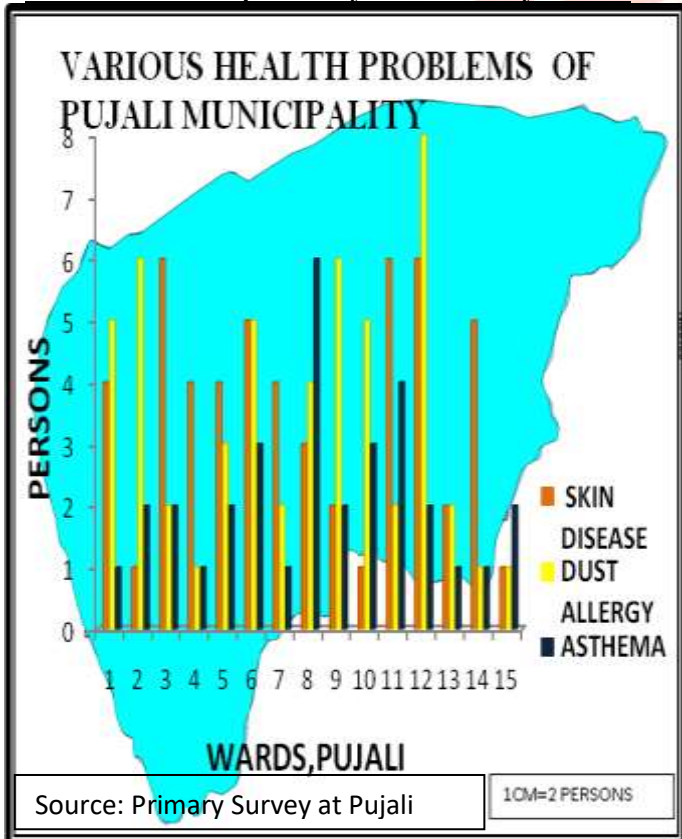 VARIOUS HEALTH PROBLEMS OF
PUJALI MUNICIPALITY
8
7
6
5
4
3
2
1
0
PERSONS
1 2 3 4 5 6 7 8 9 10 11 12 13 14 15
WARDS,PUJALI
SKIN
DISEASE
DUST
ALLERGY
ASTHEMA
Source: Primary Survey at Pujali
1CM=2 PERSONS